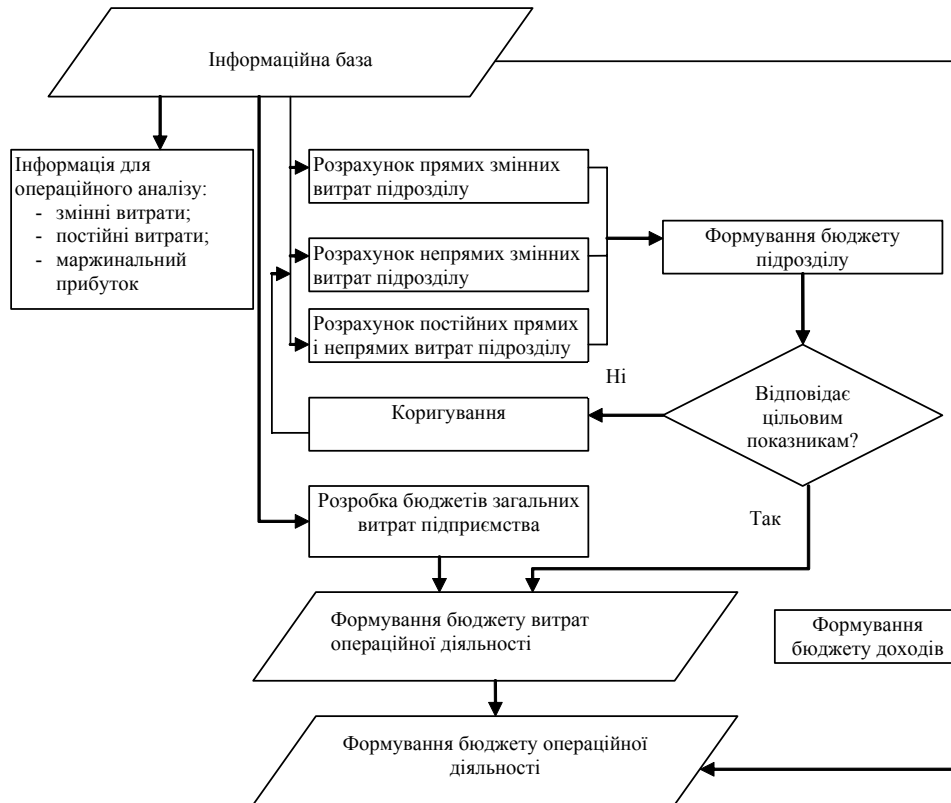 Інформаційна база
Інформація для
операційного аналізу:
- змінні витрати;
- постійні витрати;
- маржинальний
прибуток
Розрахунок прямих змінних
витрат підрозділу
Розрахунок непрямих змінних
витрат підрозділу
Розрахунок постійних прямих
і непрямих витрат підрозділу
Формування бюджету
підрозділу
Ні
Відповідає
цільовим
показникам?
Коригування
Так
Розробка бюджетів загальних
витрат підприємства
Формування бюджету витрат
операційної діяльності
Формування
бюджету доходів
Формування бюджету операційної
діяльності